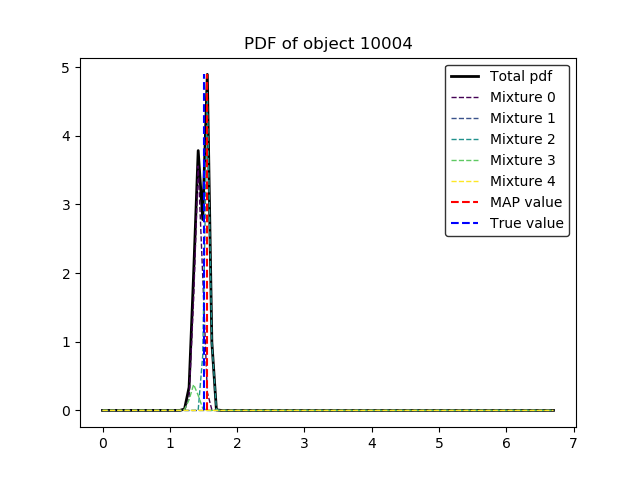 PDF of object 10004
Total pdf
Mixture 0
Mixture 1
Mixture 2
Mixture 3
Mixture 4
MAP value
True value
5
4
3
2
1
0
0 1 2 3 4 5 6 7